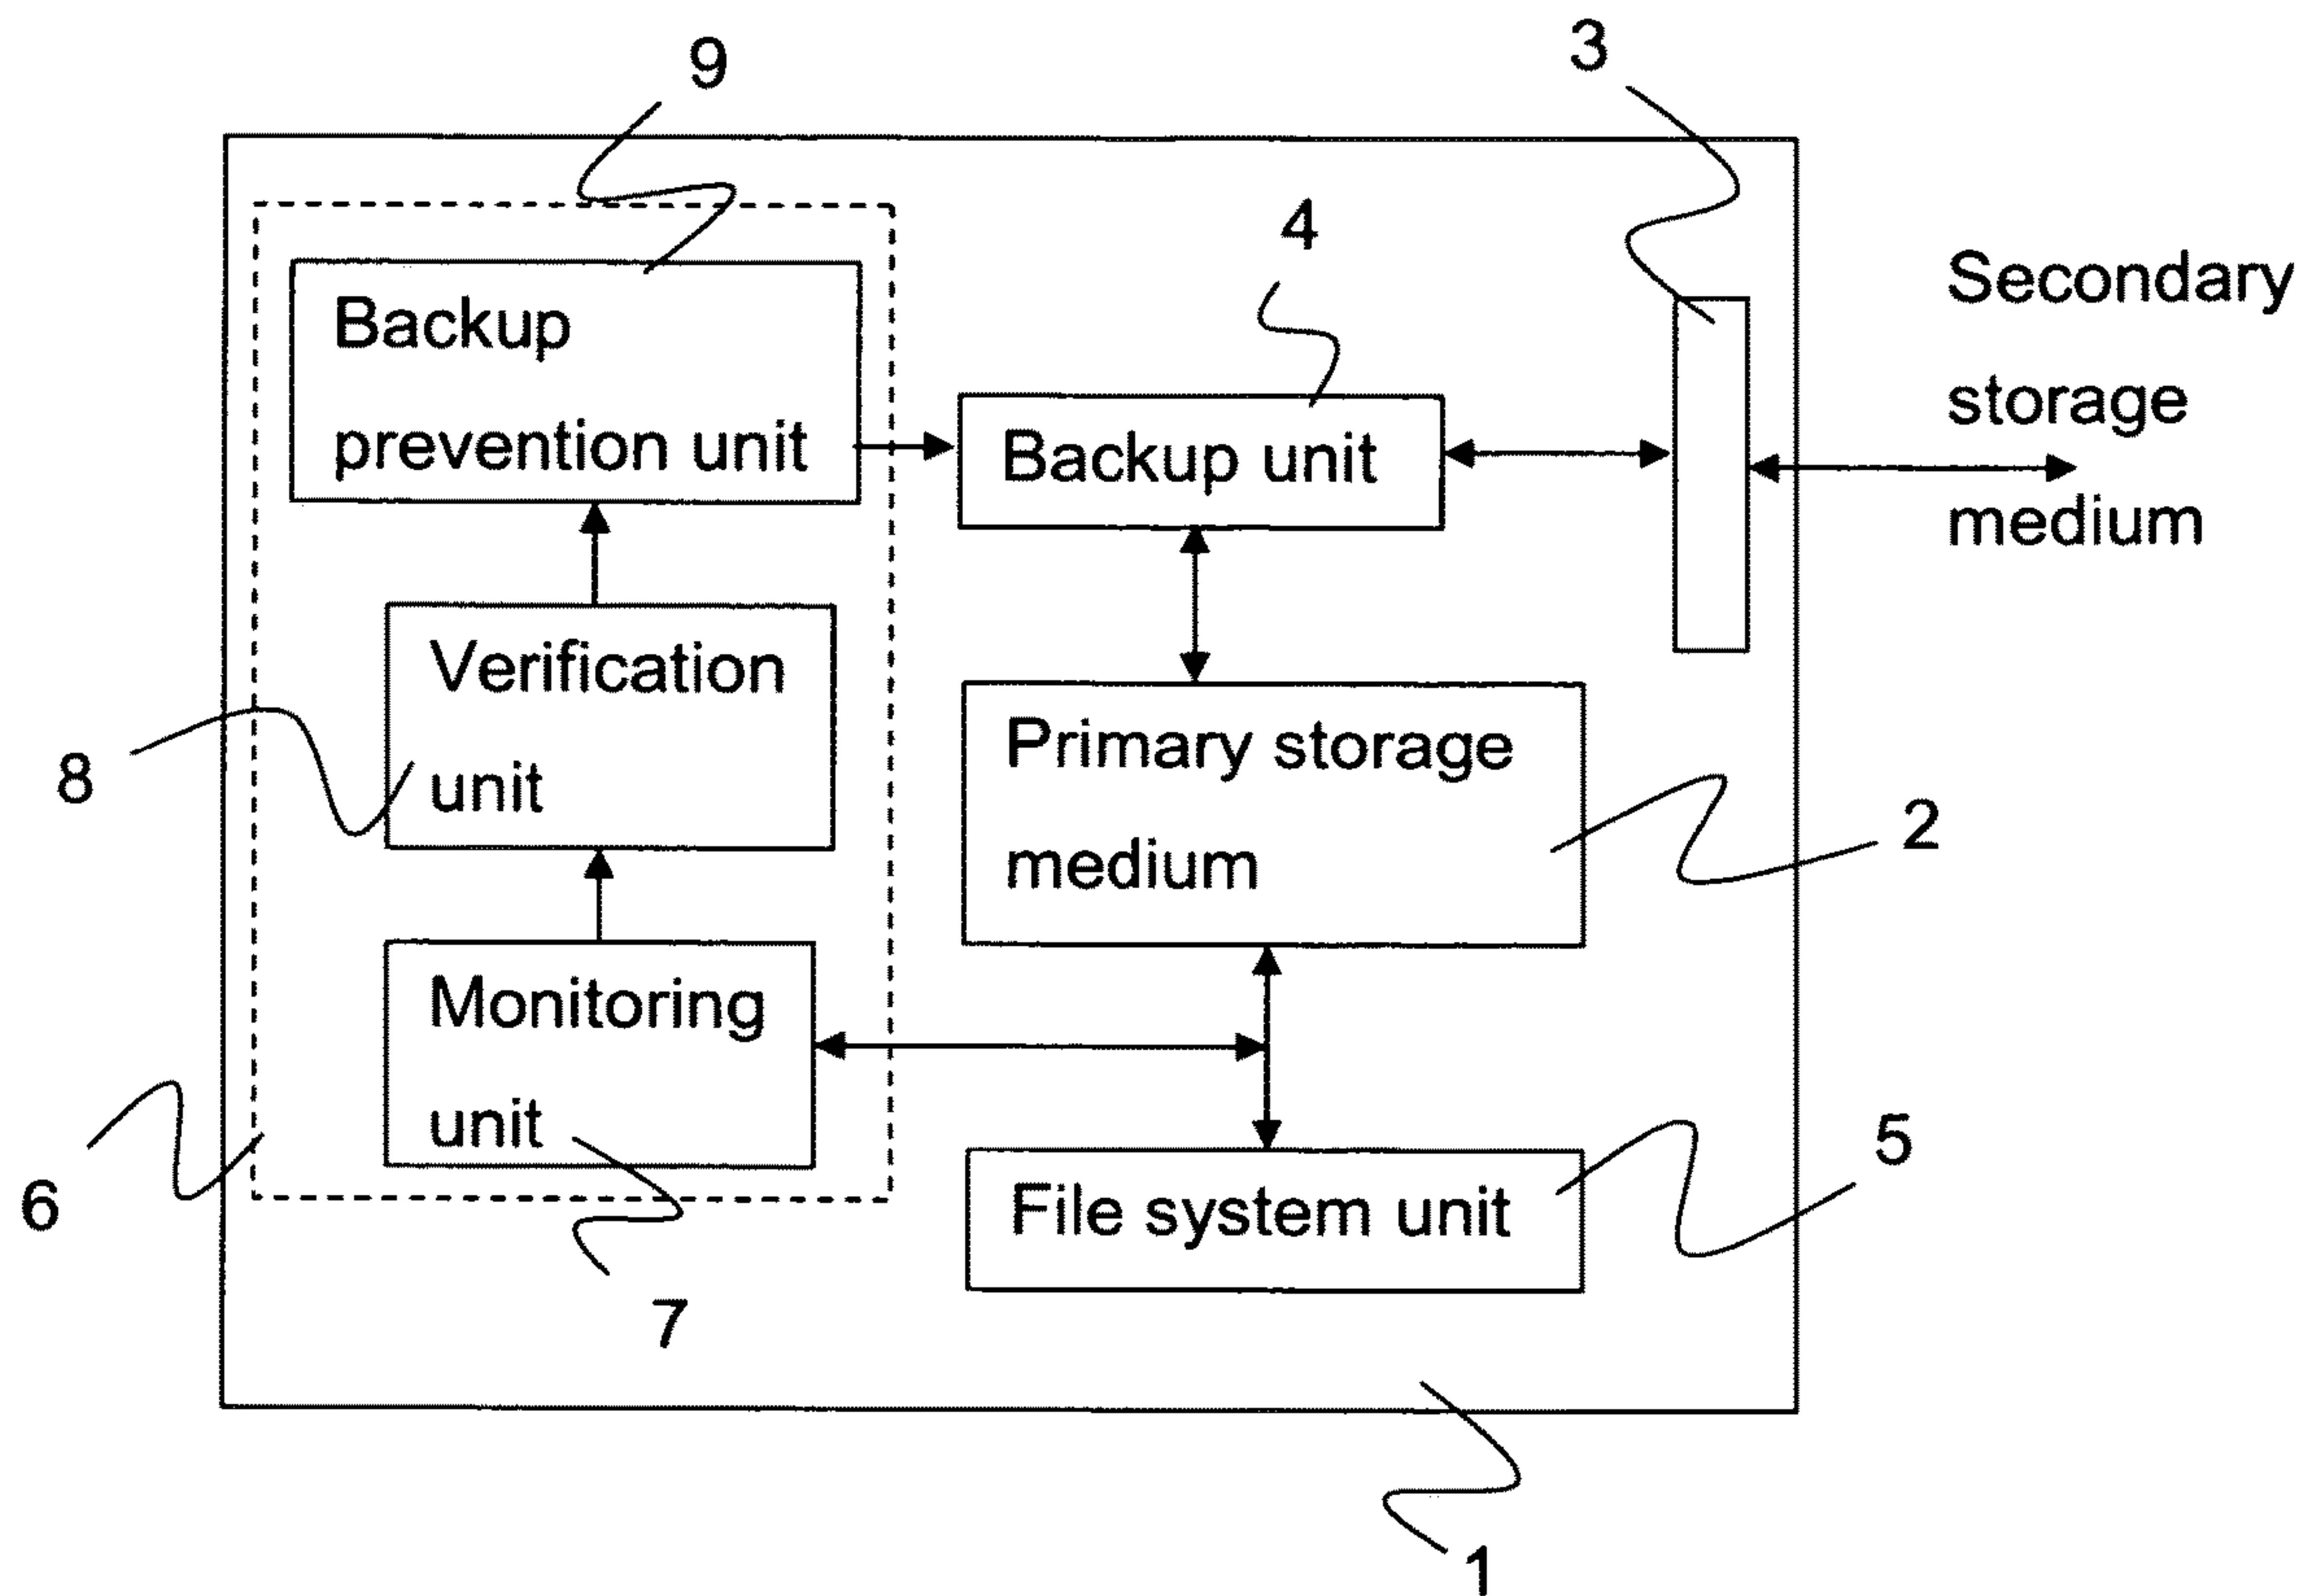 9
3
4
Backup
prevention unit
Backup unit
Secondary
storage
medium
Verification
unit
8
Primary storage
medium
2
Monitoring
unit
6
7
File system unit
5
1